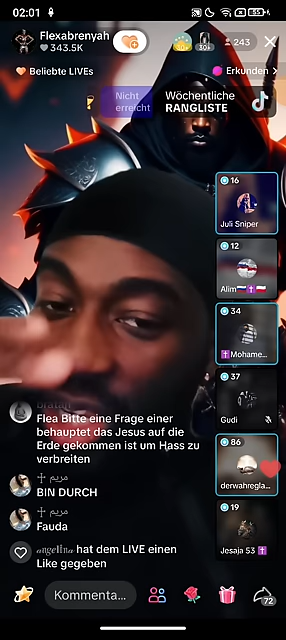 02:01
55
Flexabrenyah
343.5K
30+
243
Beliebte LIVEs
Erkunden
Nicht
erreicht
Wöchentliche
RANGLISTE
16
Juli Sniper
12
Alim
34
Mohame...
37
Gudi
86
derwahregla...
19
Jesaja 53
Flea Bitte eine Frage einer
behauptet das Jesus auf die
Erde gekommen ist um Hass zu
verbreiten
مريم
BIN DURCH
مريم
Fauda
angelina hat dem LIVE einen
Like gegeben
Kommenta...
72